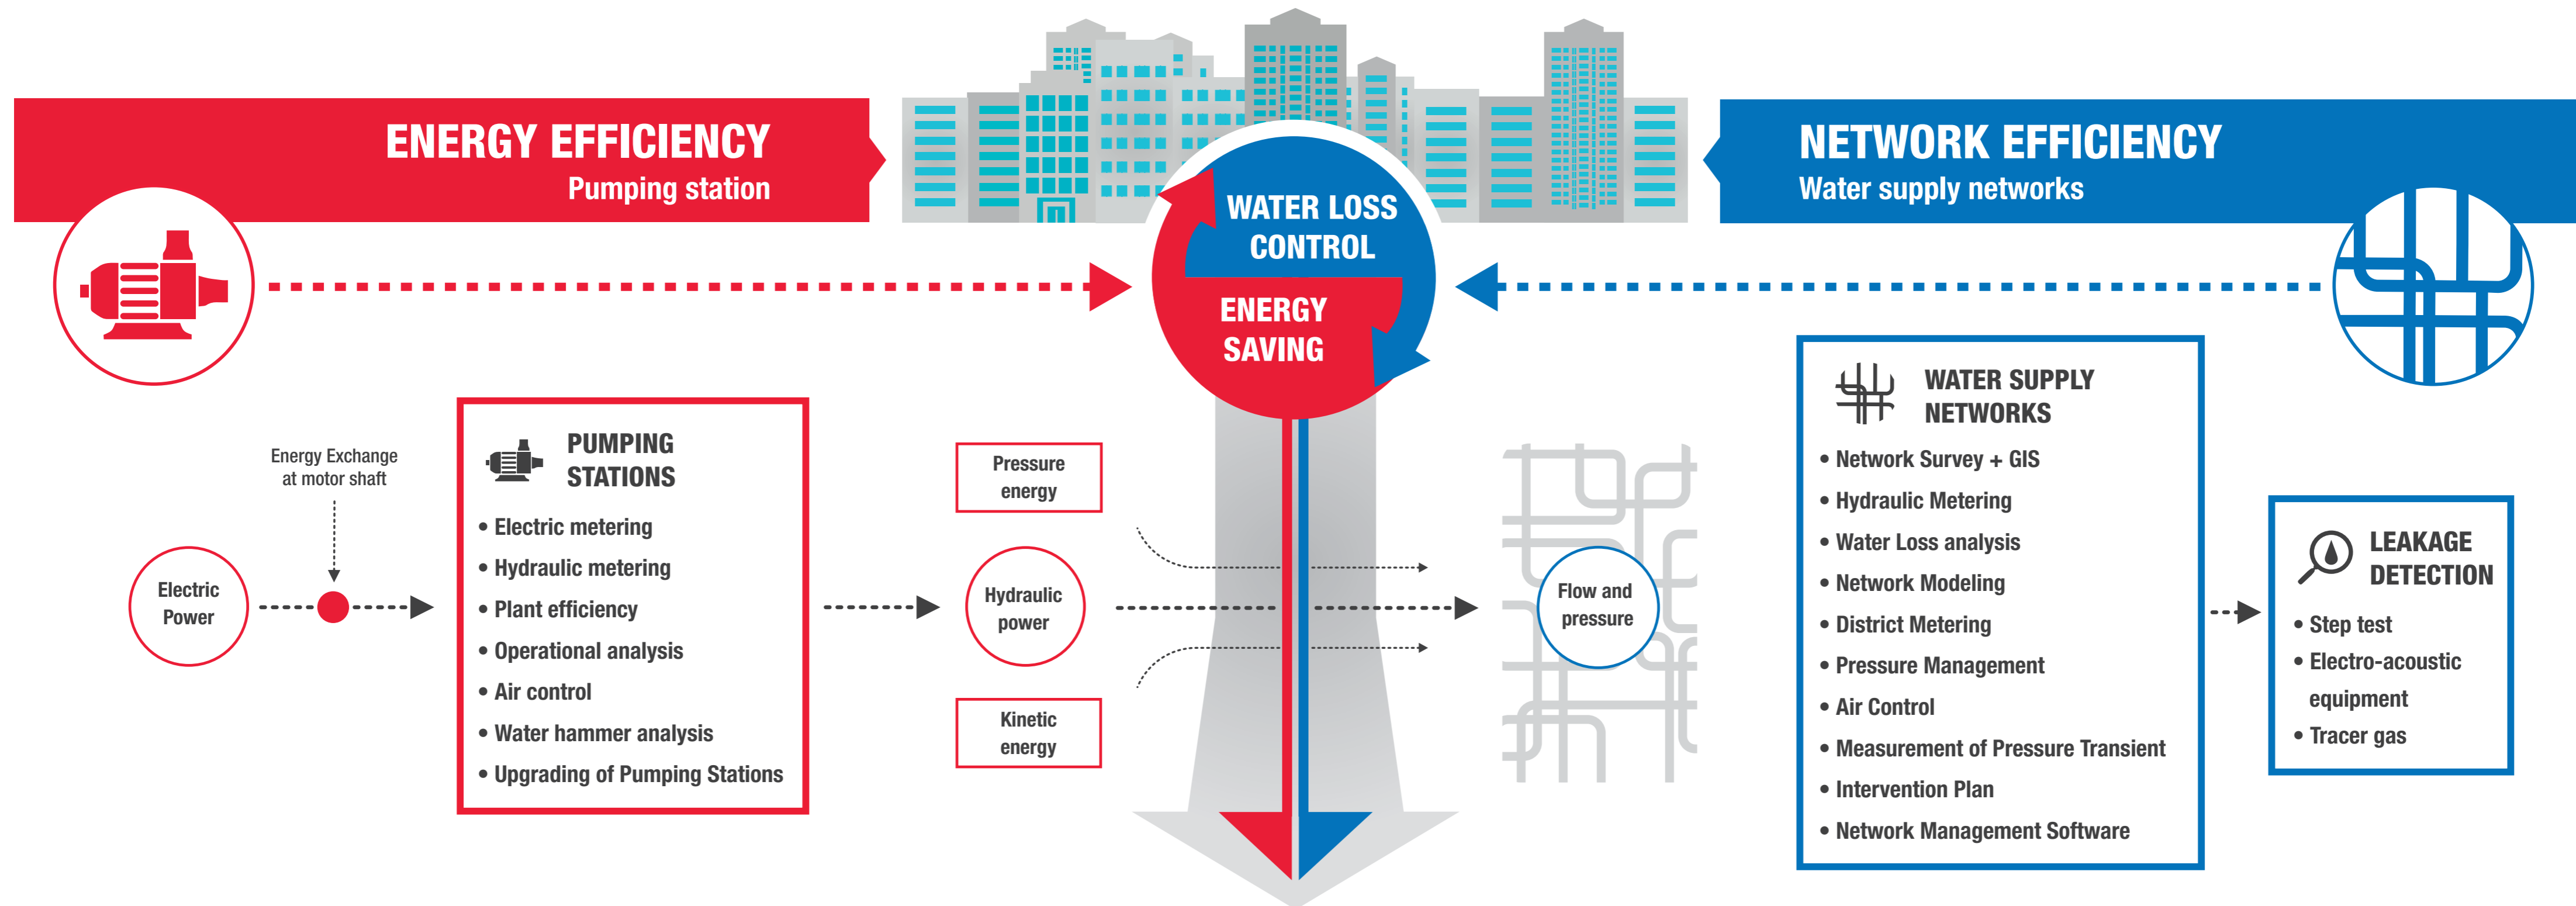 ENERGY EFFICIENCY
Pumping station
NETWORK EFFICIENCY
Water supply networks
WATER LOSS
CONTROL
ENERGY
SAVING
Energy Exchange
at motor shaft
Electric
Power
PUMPING
STATIONS
• Electric metering
• Hydraulic metering
• Plant efficiency
• Operational analysis
• Air control
• Water hammer analysis
• Upgrading of Pumping Stations
Pressure
energy
Hydraulic
power
Kinetic
energy
Flow and
pressure
WATER SUPPLY
NETWORKS
• Network Survey + GIS
• Hydraulic Metering
• Water Loss analysis
• Network Modeling
• District Metering
• Pressure Management
• Air Control
• Measurement of Pressure Transient
• Intervention Plan
• Network Management Software
LEAKAGE
DETECTION
• Step test
• Electro-acoustic
equipment
• Tracer gas